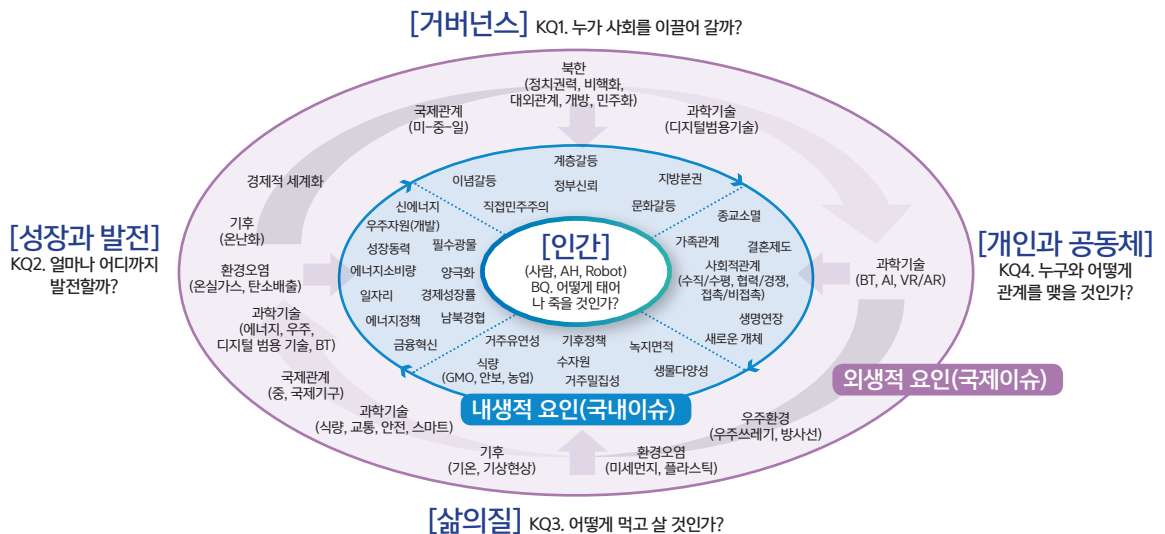 [거버넌스] KQ1. 누가 사회를 이끌어 갈까?
북한
(정치권력, 비핵화,
대외관계, 개방, 민주화)
국제관계
(미-중-일)
과학기술
(디지털범용기술)
경제적 세계화
기후
(온난화)
환경오염
(온실가스, 탄소배출)
과학기술
(에너지, 우주,
디지털 범용 기술, BT)
국제관계
(중, 국제기구)
과학기술
(식량, 교통, 안전, 스마트)
기후
(기온, 기상현상)
환경오염
(미세먼지, 플라스틱)
우주환경
(우주쓰레기, 방사선)
과학기술
(BT, AI, VR/AR)
[성장과 발전]
KQ2. 얼마나 어디까지
발전할까?
[개인과 공동체]
KQ4. 누구와 어떻게
관계를 맺을 것인가?
계층갈등
이념갈등
정부신뢰
지방분권
직접민주주의
문화갈등
신에너지
우주자원(개발)
성장동력
필수광물
에너지소비량
양극화
일자리
경제성장률
에너지정책
남북경협
금융혁신
종교소멸
가족관계
결혼제도
사회적관계
(수직/수평, 협력/경쟁,
접촉/비접촉)
생명연장
새로운 개체
거주유연성
기후정책
녹지면적
식량
(GMO, 안보, 농업)
수자원
생물다양성
거주밀집성
[인간]
(사람, AH, Robot)
BQ. 어떻게 태어
나 죽을 것인가?
외생적 요인(국제이슈)
내생적 요인(국내이슈)
[삶의질] KQ3. 어떻게 먹고 살 것인가?